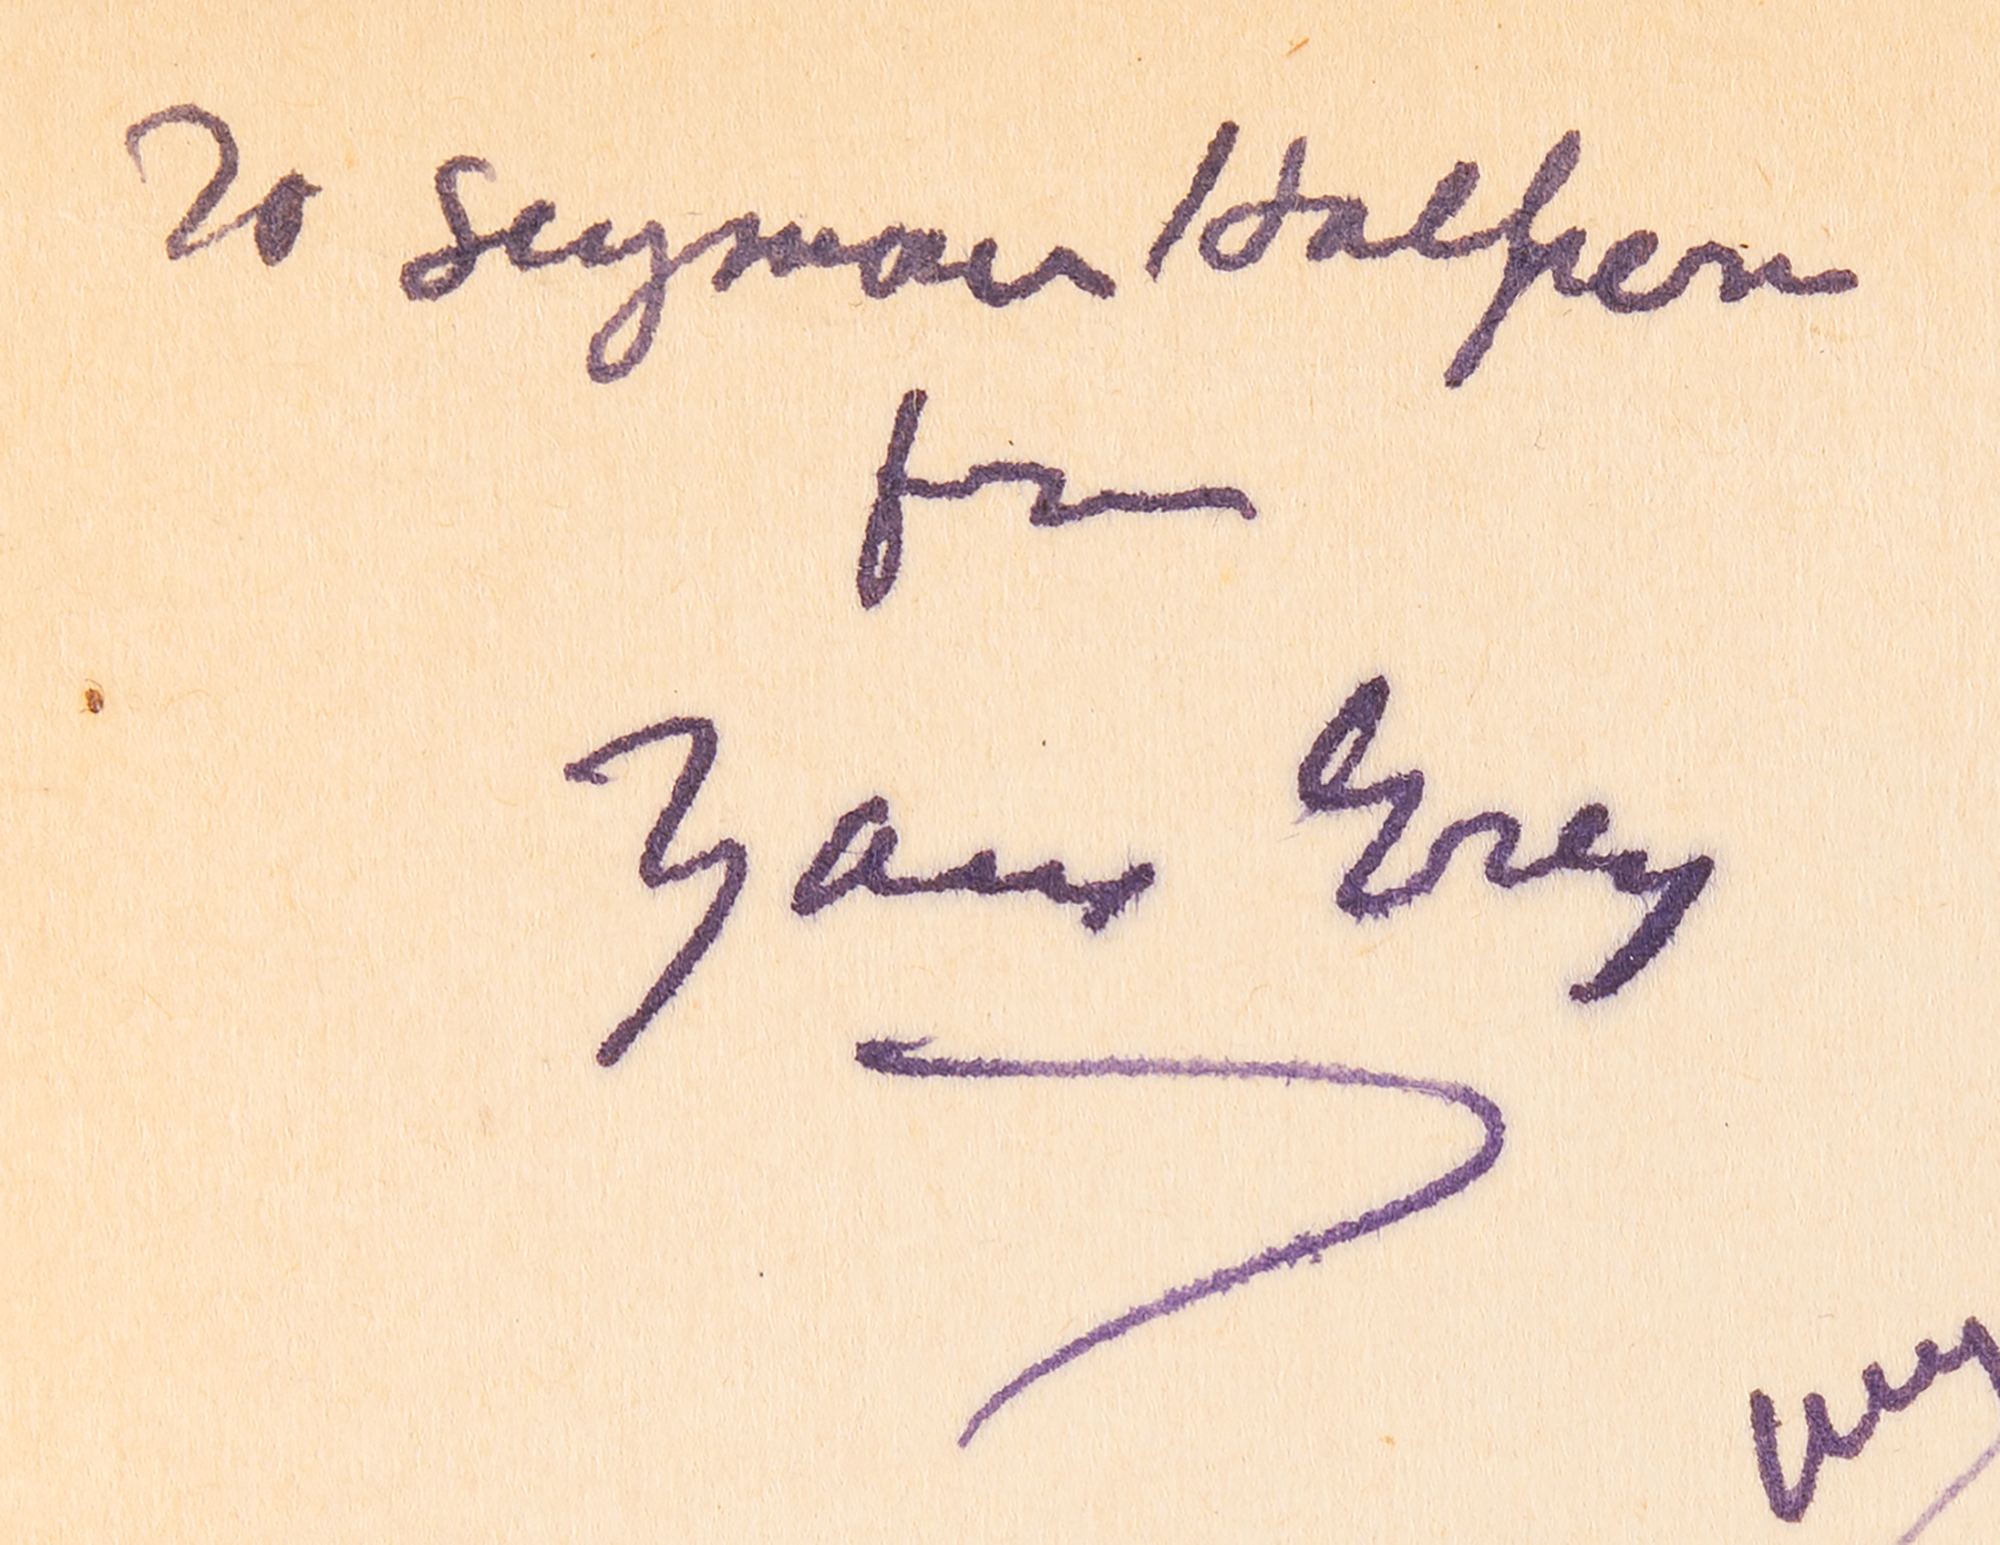 To Seymour Halpern
from
Zane Grey